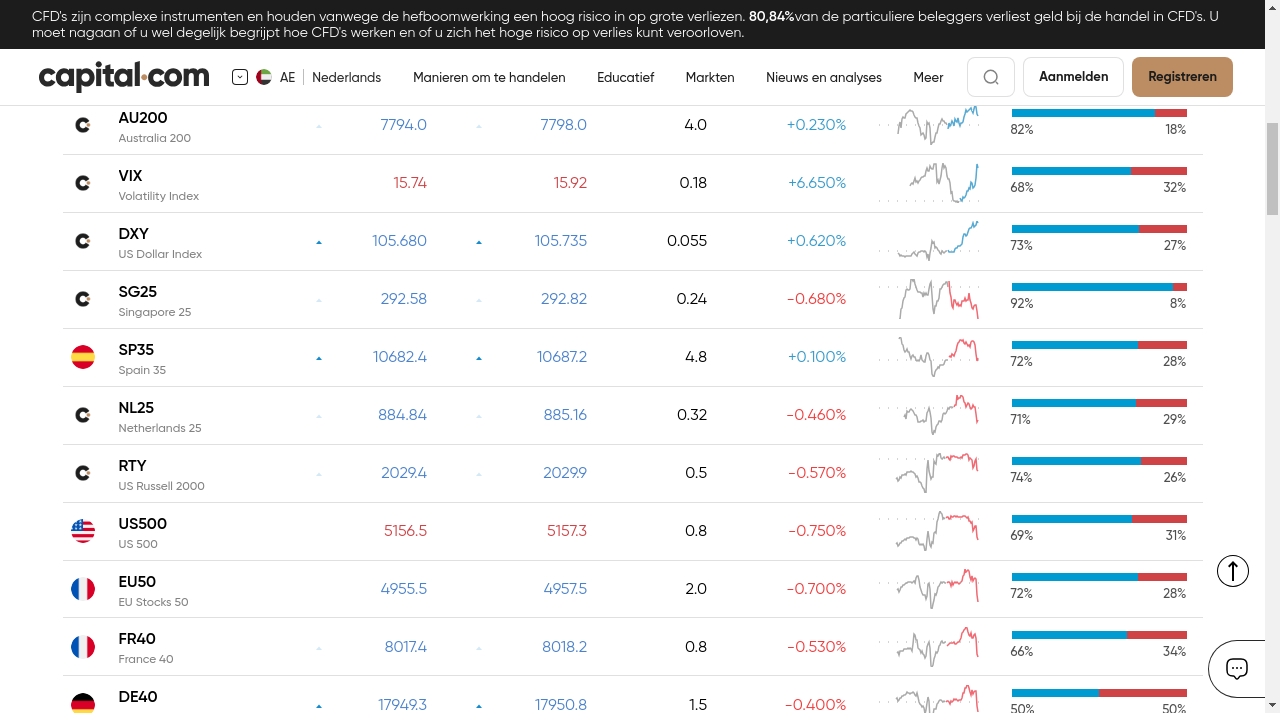 CFD's zijn complexe instrumenten en houden vanwege de hefboomwerking een hoog risico in op grote verliezen. 80,84%van de particuliere beleggers verliest geld bij de handel in CFD's. U
moet nagaan of u wel degelijk begrijpt hoe CFD's werken en of u zich het hoge risico op verlies kunt veroorloven.
capital.com AE Nederlands Manieren om te handelen Educatief Markten Nieuws en analyses Meer Aanmelden Registreren
AU200 7794.0 7798.0 4.0 +0.230%
Australia 200 82% 18%
VIX 15.74 15.92 0.18 +6.650%
Volatility Index 68% 32%
DXY 105.680 105.735 0.055 +0.620%
US Dollar Index 73% 27%
SG25 292.58 292.82 0.24 -0.680%
Singapore 25 92% 8%
SP35 10682.4 10687.2 4.8 +0.100%
Spain 35 72% 28%
NL25 884.84 885.16 0.32 -0.460%
Netherlands 25 71% 29%
RTY 2029.4 2029.9 0.5 -0.570%
US Russell 2000 74% 26%
US500 5156.5 5157.3 0.8 -0.750%
US 500 69% 31%
EU50 4955.5 4957.5 2.0 -0.700%
EU Stocks 50 72% 28%
FR40 8017.4 8018.2 0.8 -0.530%
France 40 66% 34%
DE40 17949.3 17950.8 1.5 -0.400%
50% 50%